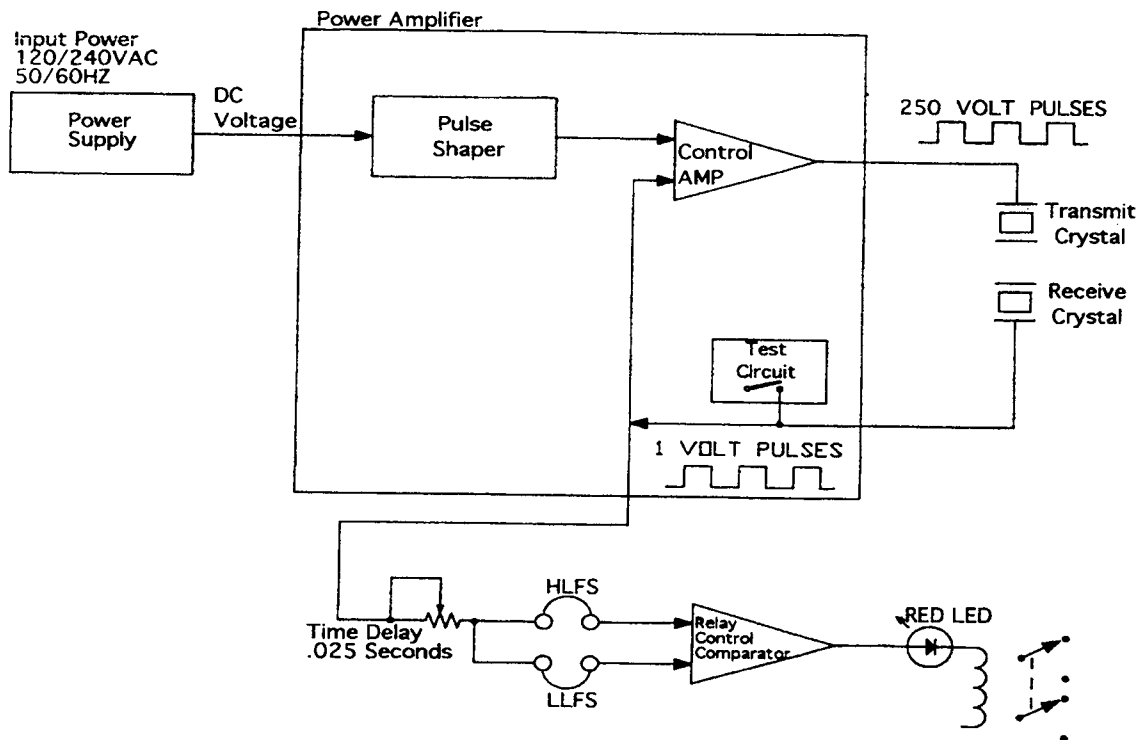 Power Amplifier
Input Power
120/240VAC
50/60HZ
Power
Supply
DC
Voltage
Pulse
Shaper
Control
AMP
250 VOLT PULSES
Transmit
Crystal
Receive
Crystal
Test
Circuit
1 VOLT PULSES
Time Delay
.025 Seconds
HLFS
LLFS
Relay
Control
Comparator
RED LED